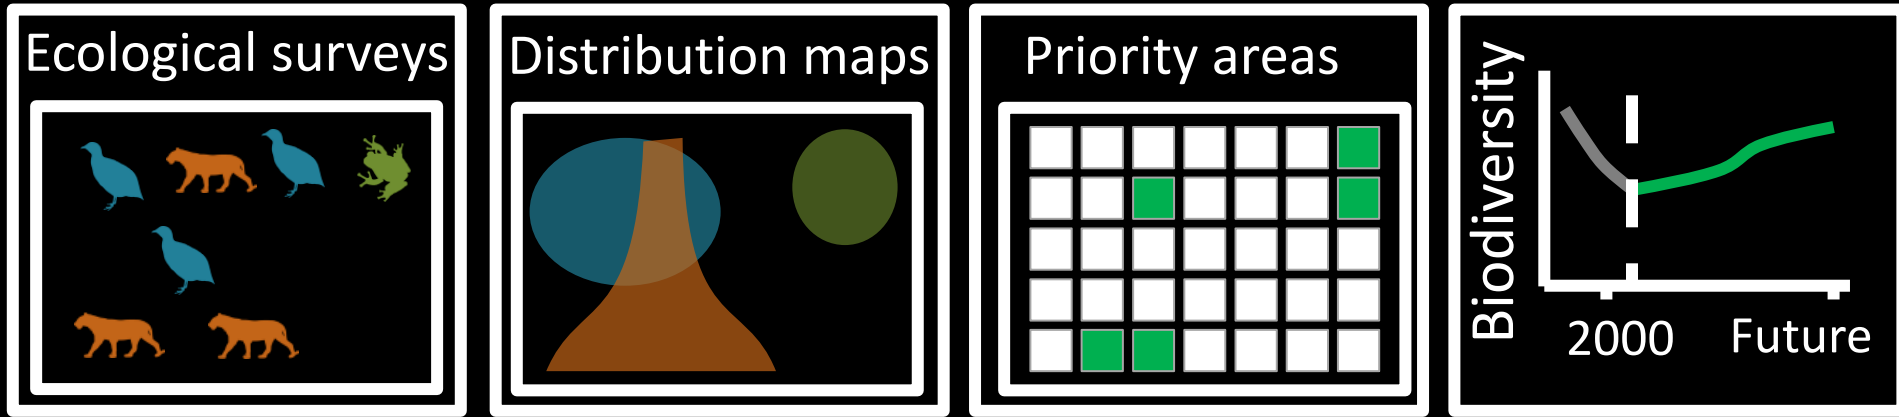 Ecological surveys
Distribution maps
Priority areas
Biodiversity
2000
Future